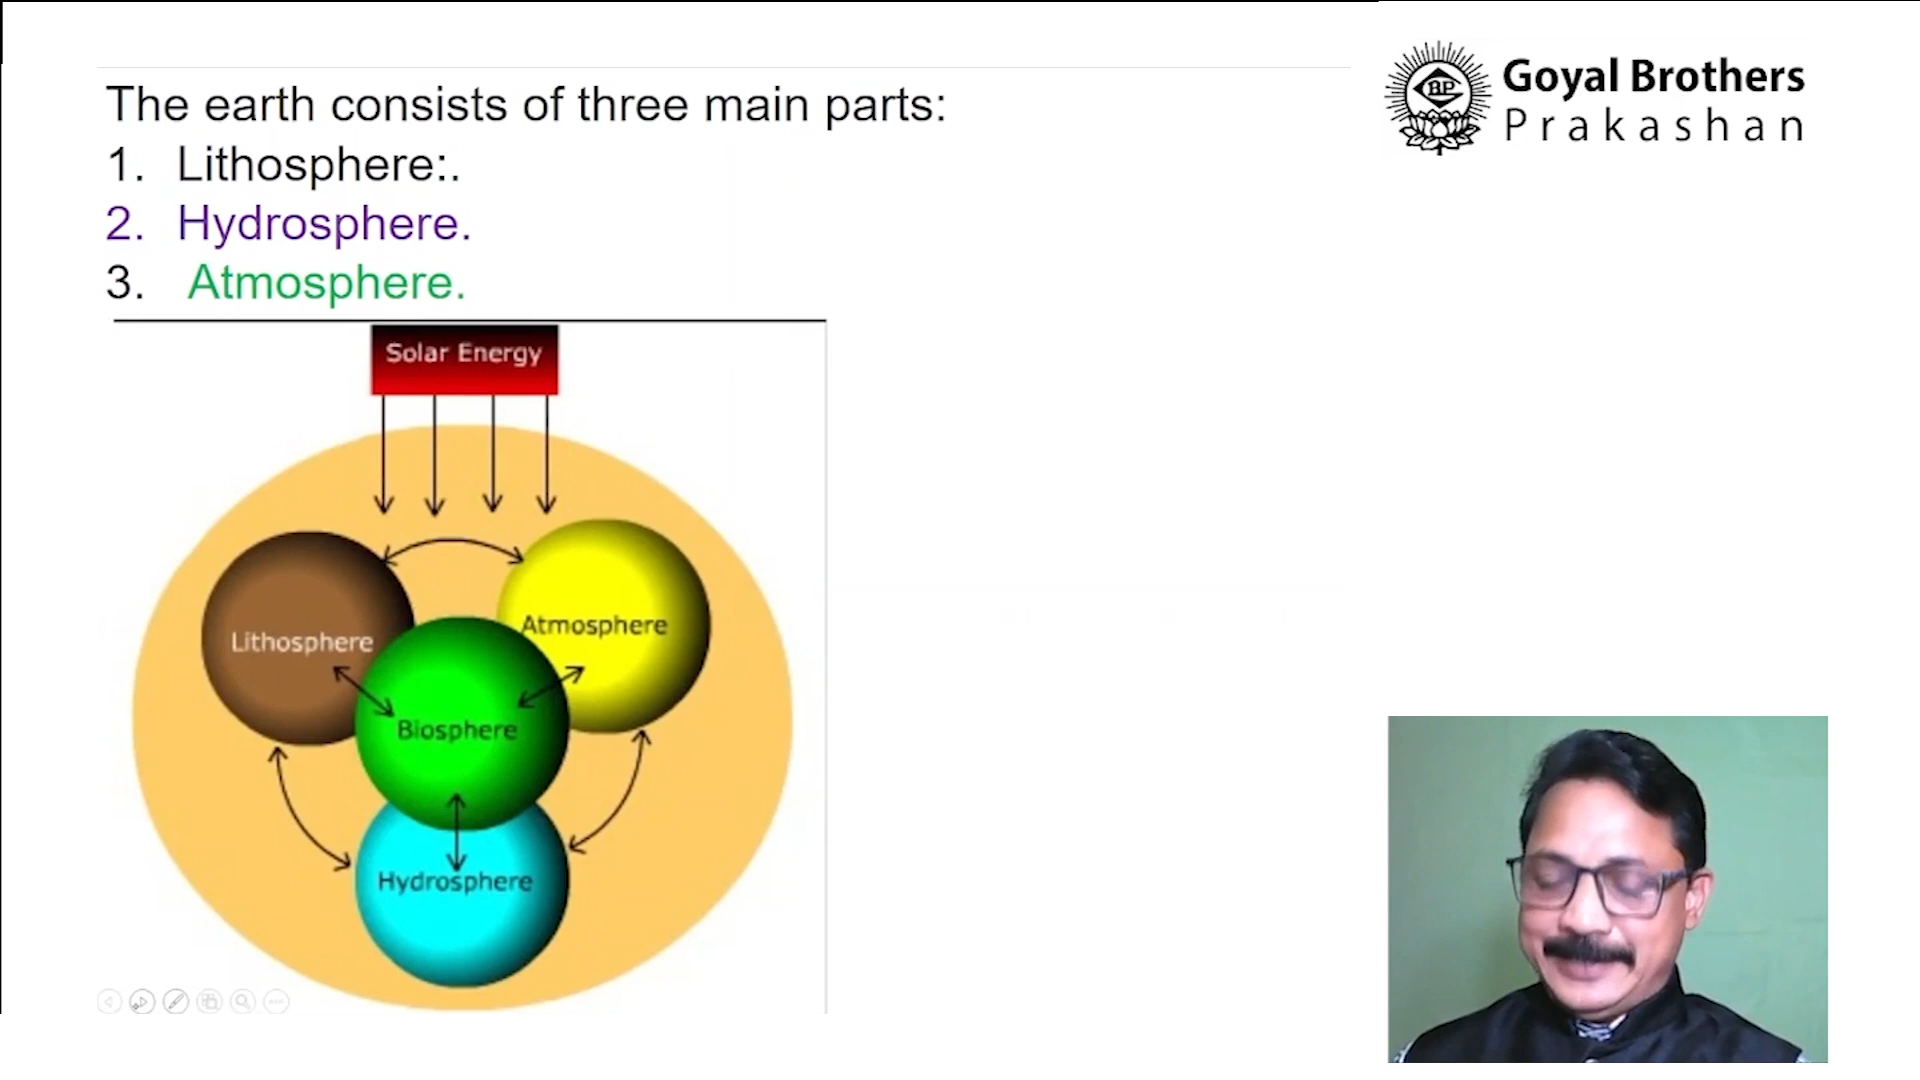 The earth consists of three main parts:
1. Lithosphere:.
2. Hydrosphere.
3. Atmosphere.
Solar Energy
Lithosphere
Atmosphere
Biosphere
Hydrosphere
BP
Goyal Brothers
Prakashan